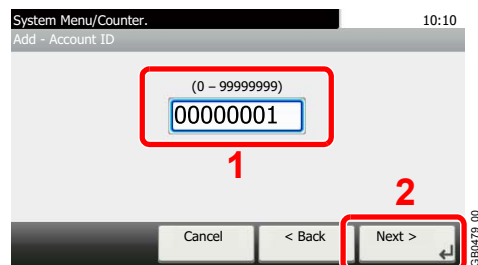 System Menu/Counter.
10:10
Add - Account ID
(0 – 99999999)
00000001
1
2
Cancel
< Back
Next >
GB0479_00